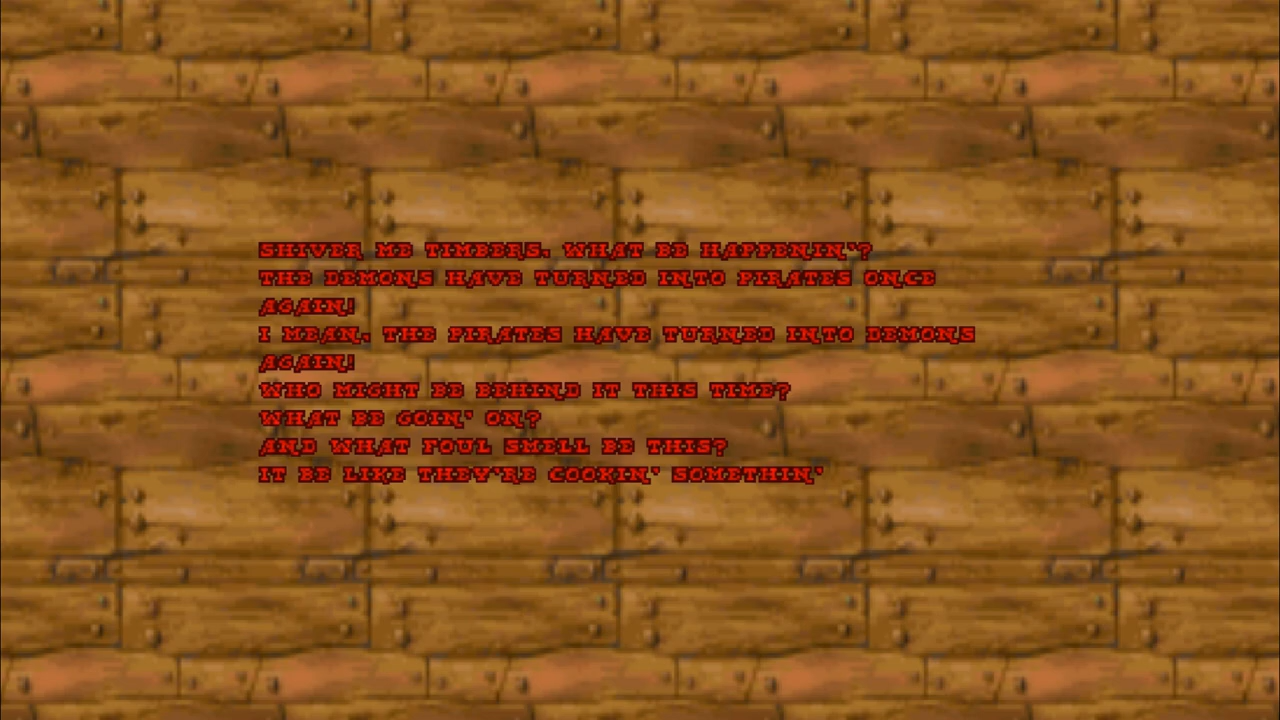 SHIVER ME TIMBERS. WHAT BE HAPPENIN'?
THE DEMONS HAVE TURNED INTO PIRATES ONCE
AGAIN!
I MEAN, THE PIRATES HAVE TURNED INTO DEMONS
AGAIN!
WHO MIGHT BE BEHIND IT THIS TIME?
WHAT BE GOIN' ON?
AND WHAT FOUL SMELL BE THIS?
IT BE LIKE THEY'RE COOKIN' SOMETHIN'